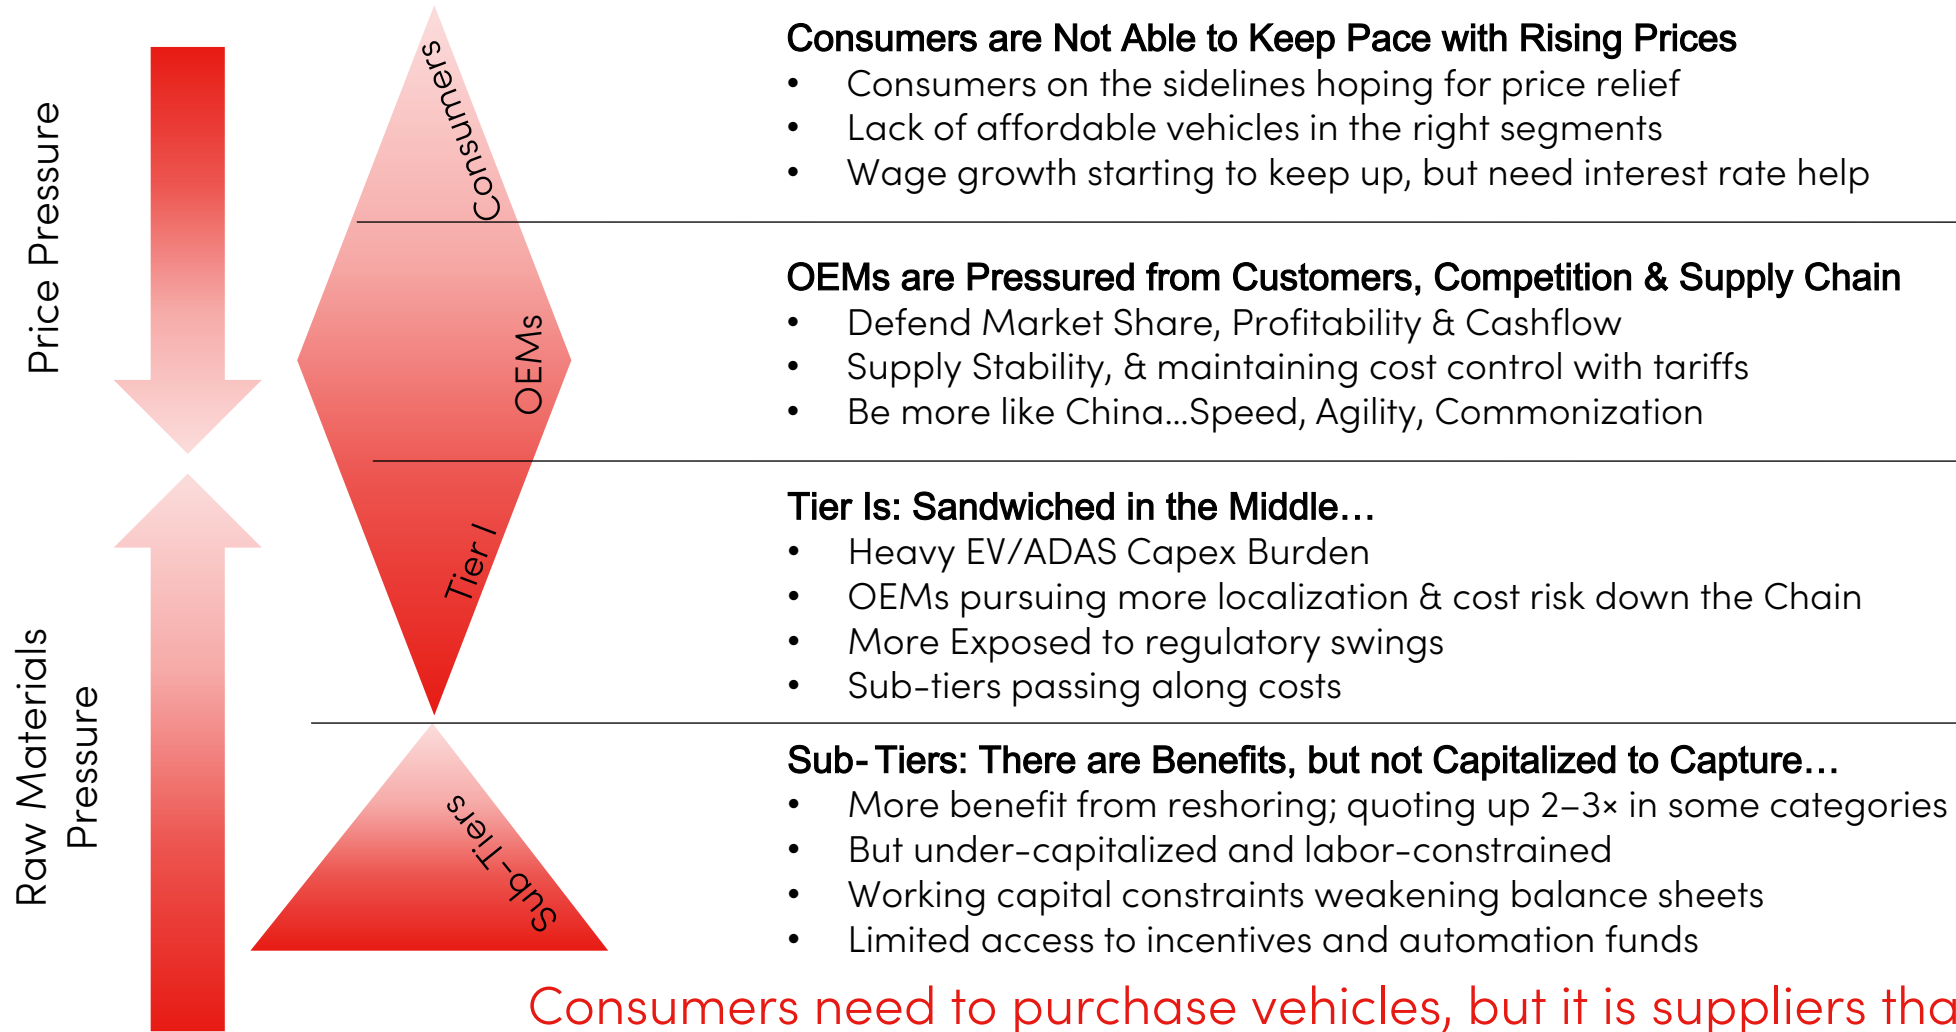 Price Pressure
Raw Materials
Pressure
Consumers
OEMs
Tier I
Sub-Tiers
Consumers are Not Able to Keep Pace with Rising Prices
• Consumers on the sidelines hoping for price relief
• Lack of affordable vehicles in the right segments
• Wage growth starting to keep up, but need interest rate help
OEMs are Pressured from Customers, Competition & Supply Chain
• Defend Market Share, Profitability & Cashflow
• Supply Stability, & maintaining cost control with tariffs
• Be more like China...Speed, Agility, Commonization
Tier Is: Sandwiched in the Middle…
• Heavy EV/ADAS Capex Burden
• OEMs pursuing more localization & cost risk down the Chain
• More Exposed to regulatory swings
• Sub-tiers passing along costs
Sub-Tiers: There are Benefits, but not Capitalized to Capture…
• More benefit from reshoring; quoting up 2–3× in some categories
• But under-capitalized and labor-constrained
• Working capital constraints weakening balance sheets
• Limited access to incentives and automation funds
Consumers need to purchase vehicles, but it is suppliers